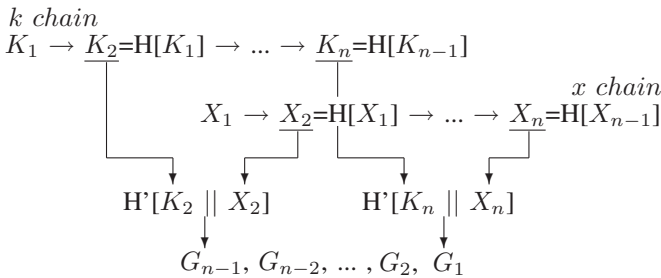 k chain
K₁ → K₂=H[K₁] → ... → Kₙ=H[Kₙ₋₁]
x chain
X₁ → X₂=H[X₁] → ... → Xₙ=H[Xₙ₋₁]
H'[K₂ || X₂] H'[Kₙ || Xₙ]
Gₙ₋₁, Gₙ₋₂, ... , G₂, G₁